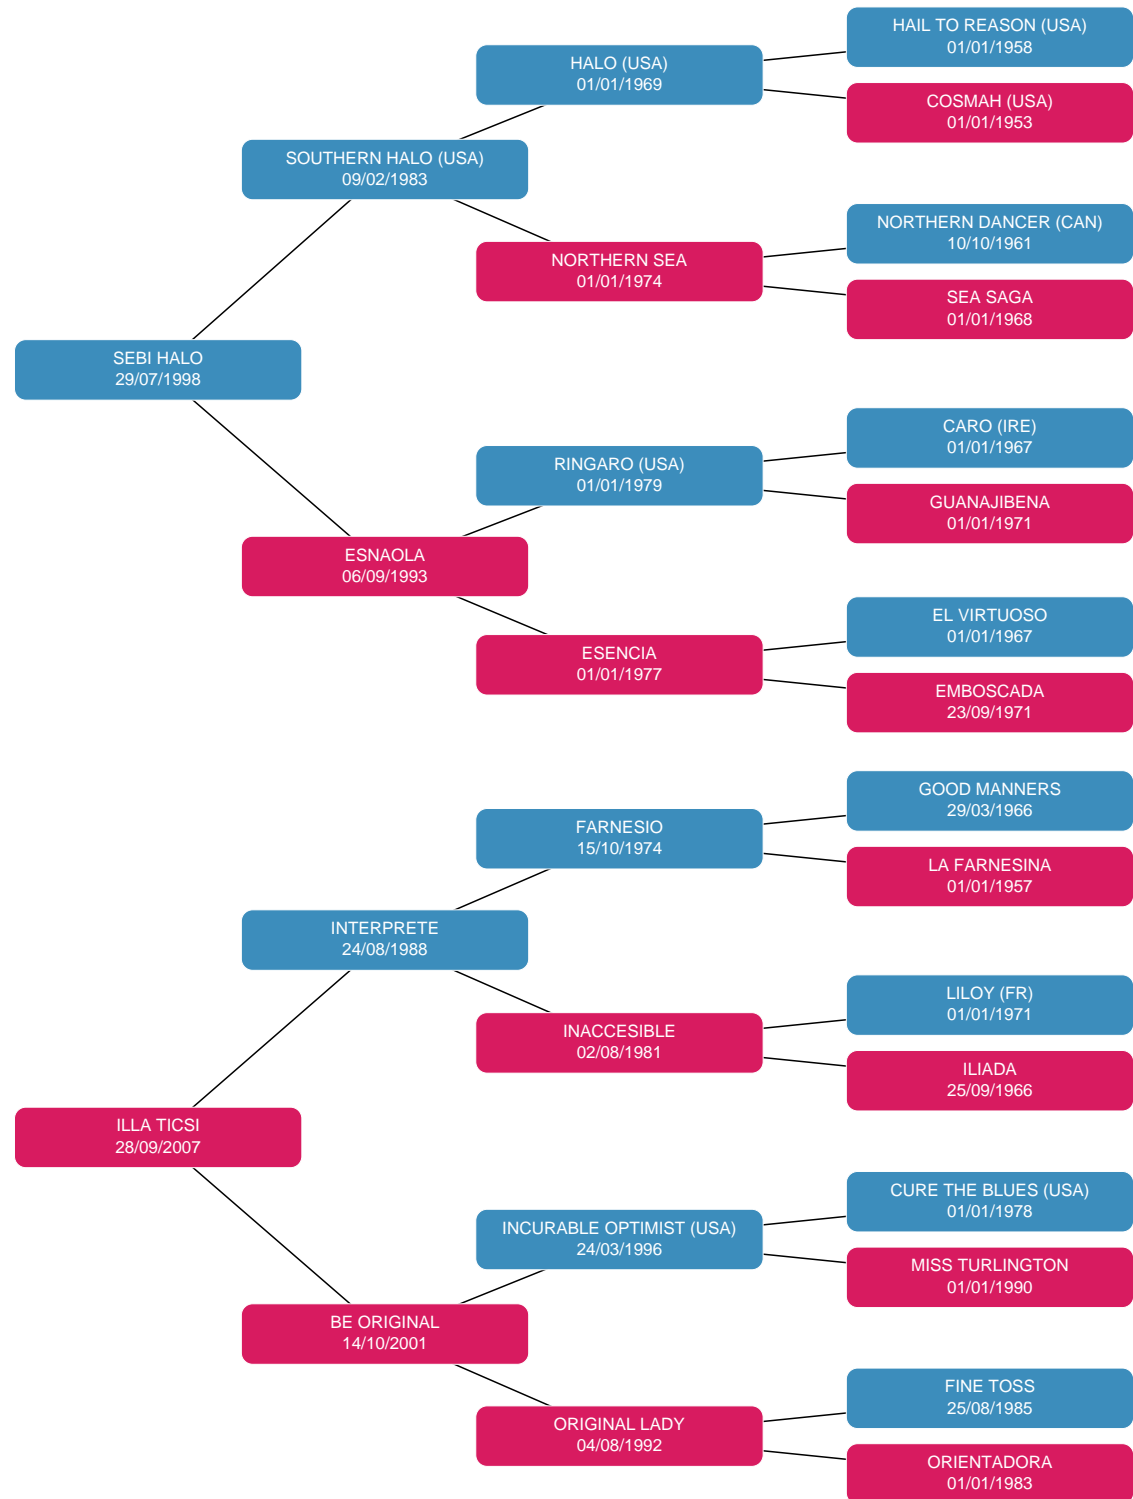 HAIL TO REASON (USA)
01/01/1958
HALO (USA)
01/01/1969
COSMAH (USA)
01/01/1953
SOUTHERN HALO (USA)
09/02/1983
NORTHERN DANCER (CAN)
10/10/1961
NORTHERN SEA
01/01/1974
SEA SAGA
01/01/1968
SEBI HALO
29/07/1998
CARO (IRE)
01/01/1967
RINGARO (USA)
01/01/1979
GUANAJIBENA
01/01/1971
ESNAOLA
06/09/1993
EL VIRTUOSO
01/01/1967
ESENCIA
01/01/1977
EMBOSCADA
23/09/1971
GOOD MANNERS
29/03/1966
FARNESIO
15/10/1974
LA FARNESINA
01/01/1957
INTERPRETE
24/08/1988
LILOY (FR)
01/01/1971
INACCESIBLE
02/08/1981
ILIADA
25/09/1966
ILLA TICSI
28/09/2007
CURE THE BLUES (USA)
01/01/1978
INCURABLE OPTIMIST (USA)
24/03/1996
MISS TURLINGTON
01/01/1990
BE ORIGINAL
14/10/2001
FINE TOSS
25/08/1985
ORIGINAL LADY
04/08/1992
ORIENTADORA
01/01/1983